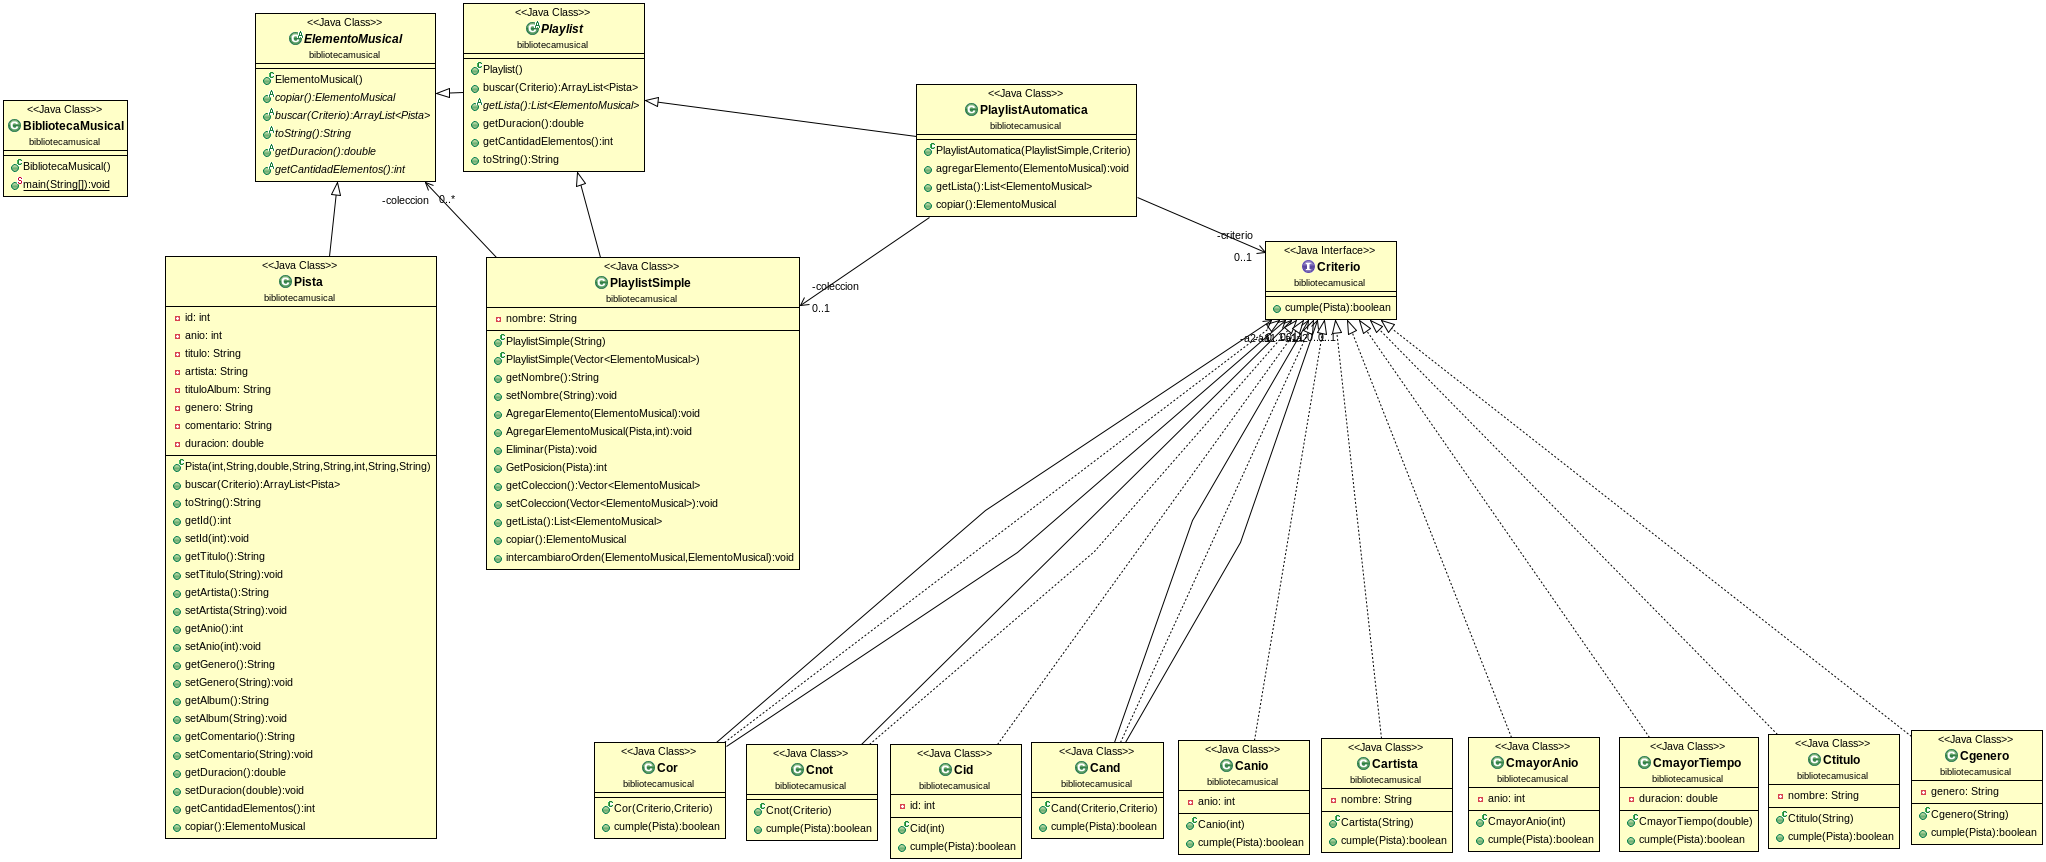 <<Java Class>>
BibliotecaMusical
bibliotecamusical
BibliotecaMusical()
main(String[]):void
<<Java Class>>
ElementoMusical
bibliotecamusical
ElementoMusical()
copiar():ElementoMusical
buscar(Criterio):ArrayList<Pista>
toString():String
getDuracion():double
getCantidadElementos():int
<<Java Class>>
Playlist
bibliotecamusical
Playlist()
buscar(Criterio):ArrayList<Pista>
getLista():List<ElementoMusical>
getDuracion():double
getCantidadElementos():int
toString():String
<<Java Class>>
PlaylistAutomatica
bibliotecamusical
PlaylistAutomatica(PlaylistSimple,Criterio)
agregarElemento(ElementoMusical):void
getLista():List<ElementoMusical>
copiar():ElementoMusical
-coleccion
0..*
-coleccion
0..1
-criterio
0..1
<<Java Interface>>
Criterio
bibliotecamusical
cumple(Pista):boolean
<<Java Class>>
Pista
bibliotecamusical
id: int
anio: int
titulo: String
artista: String
tituloAlbum: String
genero: String
comentario: String
duracion: double
Pista(int,String,double,String,String,int,String,String)
buscar(Criterio):ArrayList<Pista>
toString():String
getId():int
setId(int):void
getTitulo():String
setTitulo(String):void
getArtista():String
setArtista(String):void
getAnio():int
setAnio(int):void
getGenero():String
setGenero(String):void
getAlbum():String
setAlbum(String):void
getComentario():String
setComentario(String):void
getDuracion():double
setDuracion(double):void
getCantidadElementos():int
copiar():ElementoMusical
<<Java Class>>
PlaylistSimple
bibliotecamusical
nombre: String
PlaylistSimple(String)
PlaylistSimple(Vector<ElementoMusical>)
getNombre():String
setNombre(String):void
AgregarElemento(ElementoMusical):void
AgregarElementoMusical(Pista,int):void
Eliminar(Pista):void
GetPosicion(Pista):int
getColeccion():Vector<ElementoMusical>
setColeccion(Vector<ElementoMusical>):void
getLista():List<ElementoMusical>
copiar():ElementoMusical
intercambiaroOrden(ElementoMusical,ElementoMusical):void
<<Java Class>>
Cor
bibliotecamusical
Cor(Criterio,Criterio)
cumple(Pista):boolean
<<Java Class>>
Cnot
bibliotecamusical
Cnot(Criterio)
cumple(Pista):boolean
<<Java Class>>
Cid
bibliotecamusical
id: int
Cid(int)
cumple(Pista):boolean
<<Java Class>>
Cand
bibliotecamusical
Cand(Criterio,Criterio)
cumple(Pista):boolean
<<Java Class>>
Canio
bibliotecamusical
anio: int
Canio(int)
cumple(Pista):boolean
<<Java Class>>
Cartista
bibliotecamusical
nombre: String
Cartista(String)
cumple(Pista):boolean
<<Java Class>>
CmayorAnio
bibliotecamusical
anio: int
CmayorAnio(int)
cumple(Pista):boolean
<<Java Class>>
CmayorTiempo
bibliotecamusical
duracion: double
CmayorTiempo(double)
cumple(Pista):boolean
<<Java Class>>
Ctitulo
bibliotecamusical
nombre: String
Ctitulo(String)
cumple(Pista):boolean
<<Java Class>>
Cgenero
bibliotecamusical
genero: String
Cgenero(String)
cumple(Pista):boolean